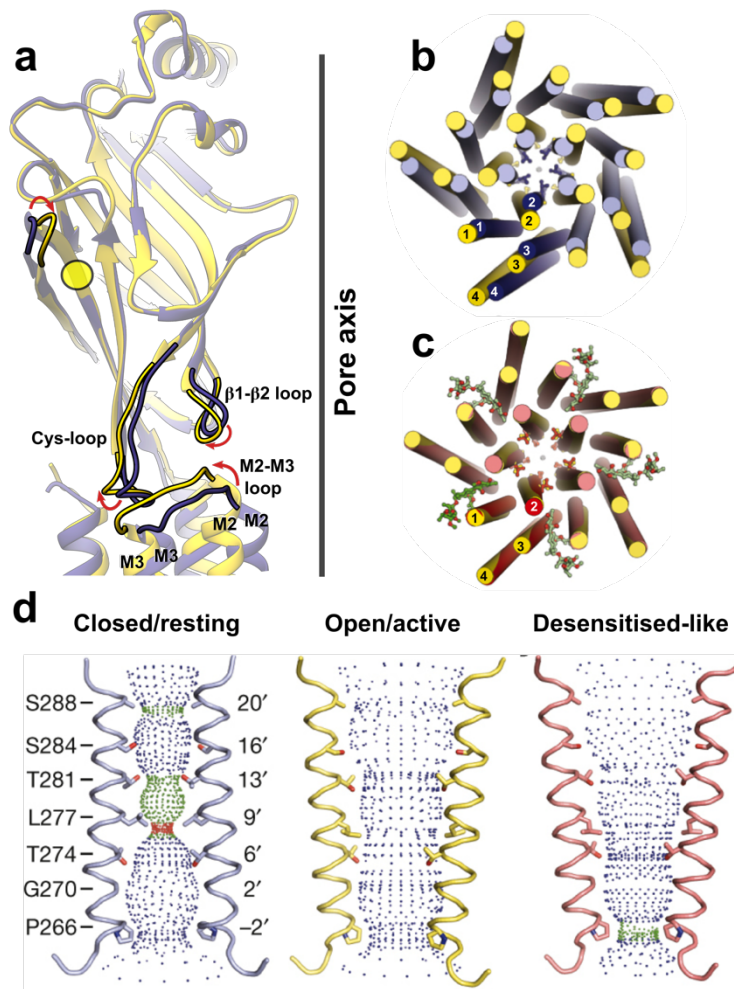 a
Pore axis
β1-β2 loop
Cys-loop
M2-M3
loop
M2 M2
M3 M3
b
2
1 1 2
3
3
4 4
c
2
1
3
4
d
Closed/resting Open/active Desensitised-like
S288 20′
S284 16′
T281 13′
L277 9′
T274 6′
G270 2′
P266 –2′